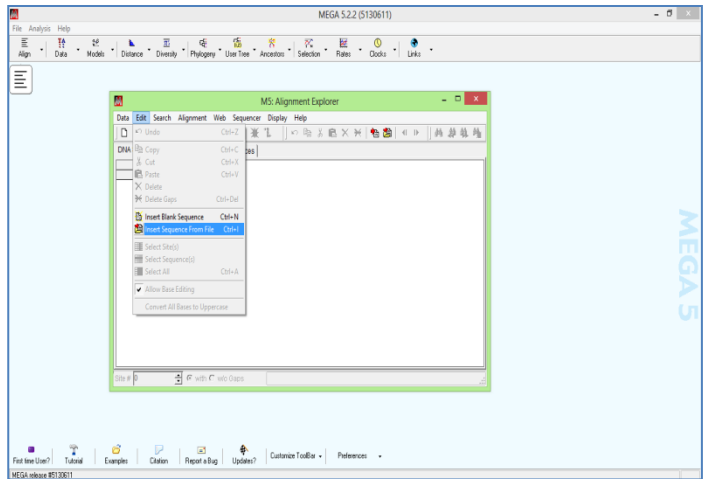 MEGA 5.2.2 (5130611)
File Analysis Help
Align Data Models Distance Diversity Phylogeny User Tree Ancestors Selection Rates Clocks Links
M5: Alignment Explorer
Data Edit Search Alignment Web Sequencer Display Help
Undo Ctrl+Z
DNA
Copy Ctrl+C
Cut Ctrl+X
Paste Ctrl+V
Delete
Delete Gaps Ctrl+Del
Insert Blank Sequence Ctrl+N
Insert Sequence From File Ctrl+I
Select Site(s)
Select Sequence(s)
Select All Ctrl+A
Allow Base Editing
Convert All Bases to Uppercase
Site # 0 with w/o Gaps
MEGA 5
First time User? Tutorial Examples Citation Report a Bug Updates? Customize ToolBar Preferences
MEGA release #5130611